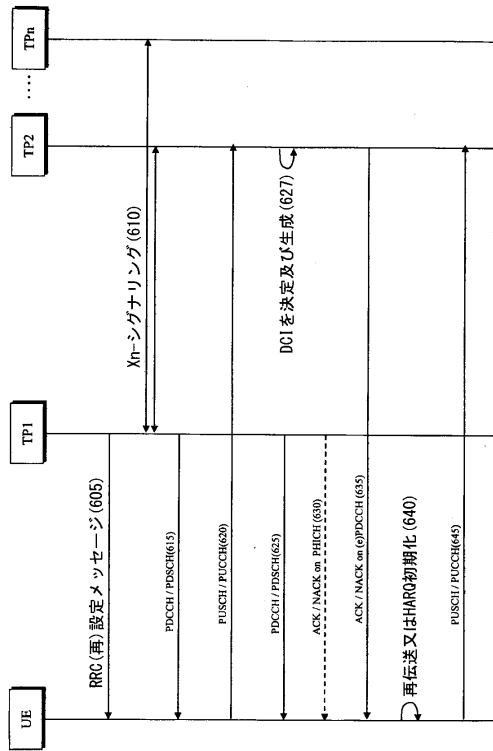 UE
TP1
TP2
....
TPn
RRC(再)設定メッセージ(605)
Xn-シグナリング(610)
PDCCH / PDSCH(615)
PUSCH / PUCCH(620)
PDCCH / PDSCH(625)
DCIを決定及び生成(627)
ACK / NACK on PHICH (630)
ACK / NACK on (e)PDCCH (635)
再伝送又はHARQ初期化(640)
PUSCH / PUCCH(645)